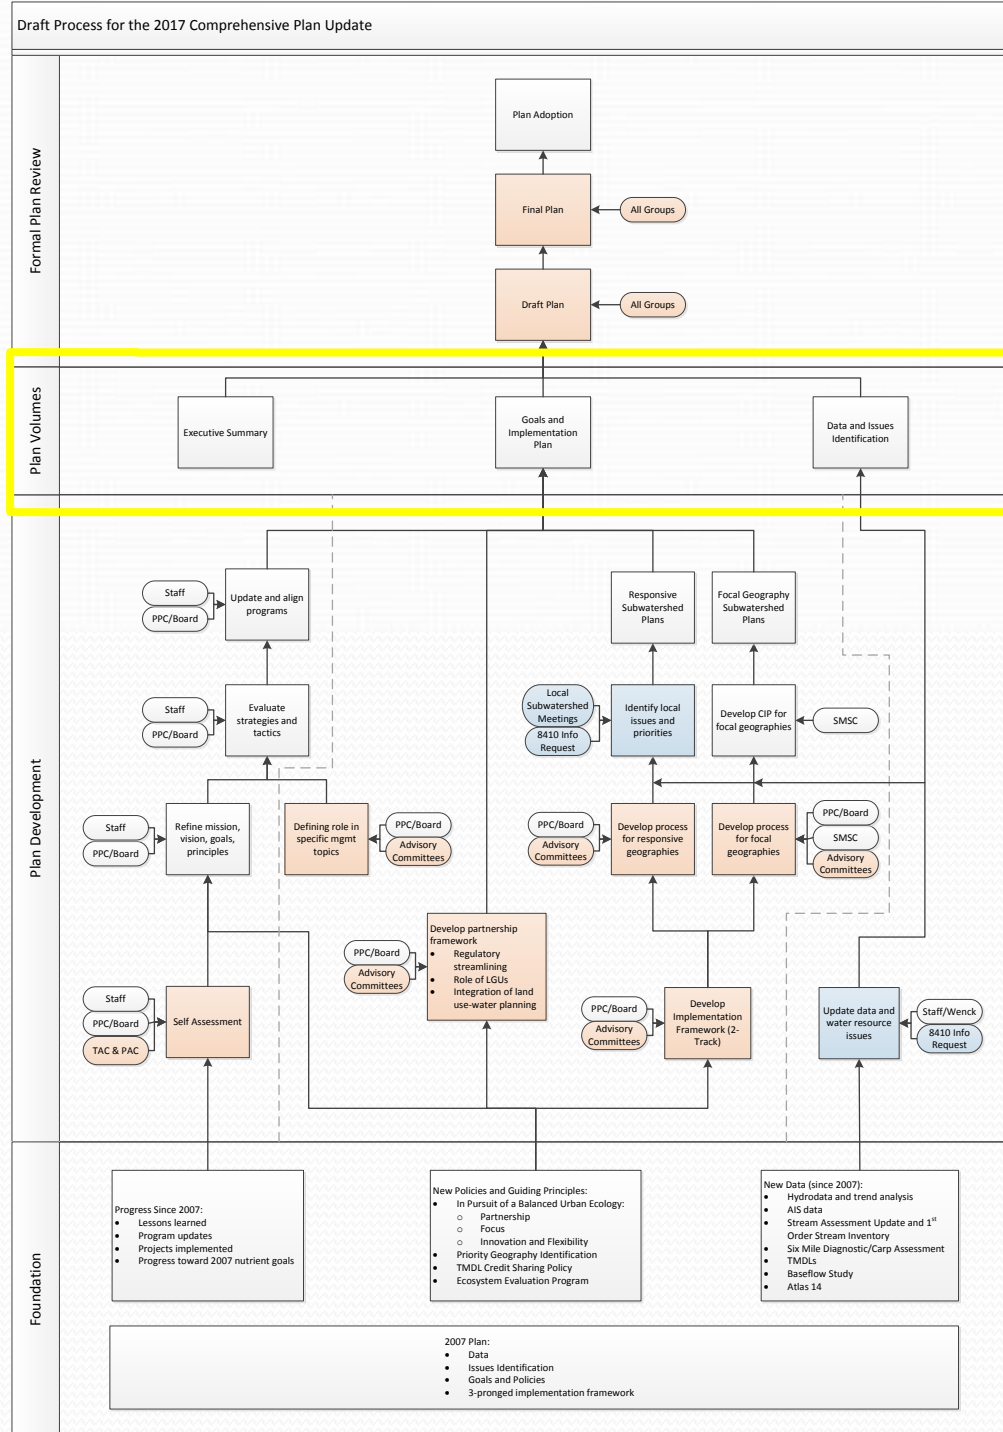 Draft Process for the 2017 Comprehensive Plan Update
Formal Plan Review
Plan Adoption
Final Plan
All Groups
Draft Plan
All Groups
Plan Volumes
Executive Summary
Goals and
Implementation
Plan
Data and Issues
Identification
Plan Development
Staff
PPC/Board
Update and align
programs
Responsive
Subwatershed
Plans
Focal Geography
Subwatershed
Plans
Staff
PPC/Board
Evaluate
strategies and
tactics
Local
Subwatershed
Meetings
8410 Info
Request
Identify local
issues and
priorities
Develop CIP for
focal geographies
SMSC
Staff
PPC/Board
Refine mission,
vision, goals,
principles
Defining role in
specific mgmt
topics
PPC/Board
Advisory
Committees
PPC/Board
Advisory
Committees
Develop process
for responsive
geographies
Develop process
for focal
geographies
PPC/Board
SMSC
Advisory
Committees
PPC/Board
Advisory
Committees
Develop partnership
framework
• Regulatory
streamlining
• Role of LGUs
• Integration of land
use-water planning
Staff
PPC/Board
TAC & PAC
Self Assessment
PPC/Board
Advisory
Committees
Develop
Implementation
Framework (2-
Track)
Update data and
water resource
issues
Staff/Wenck
8410 Info
Request
Foundation
Progress Since 2007:
• Lessons learned
• Program updates
• Projects implemented
• Progress toward 2007 nutrient goals
New Policies and Guiding Principles:
• In Pursuit of a Balanced Urban Ecology:
o Partnership
o Focus
o Innovation and Flexibility
• Priority Geography Identification
• TMDL Credit Sharing Policy
• Ecosystem Evaluation Program
New Data (since 2007):
• Hydrodata and trend analysis
• AIS data
• Stream Assessment Update and 1st
Order Stream Inventory
• Six Mile Diagnostic/Carp Assessment
• TMDLs
• Baseflow Study
• Atlas 14
2007 Plan:
• Data
• Issues Identification
• Goals and Policies
• 3-pronged implementation framework